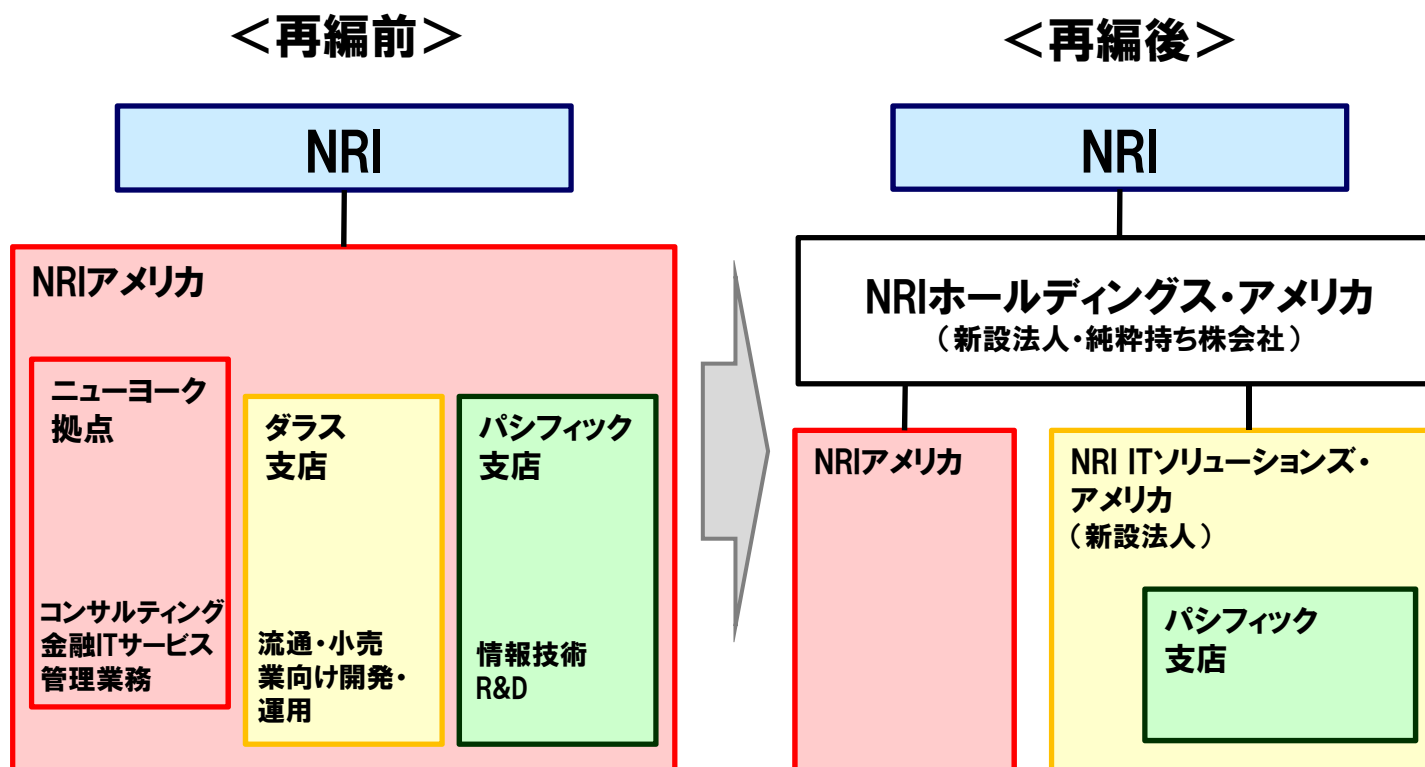 ＜再編前＞
NRI
NRIアメリカ
ニューヨーク
拠点
コンサルティング
金融ITサービス
管理業務
ダラス
支店
流通・小売
業向け開発・
運用
パシフィック
支店
情報技術
R&D
＜再編後＞
NRI
NRIホールディングス・アメリカ
（新設法人・純粋持ち株会社）
NRIアメリカ
NRI ITソリューションズ・
アメリカ
（新設法人）
パシフィック
支店